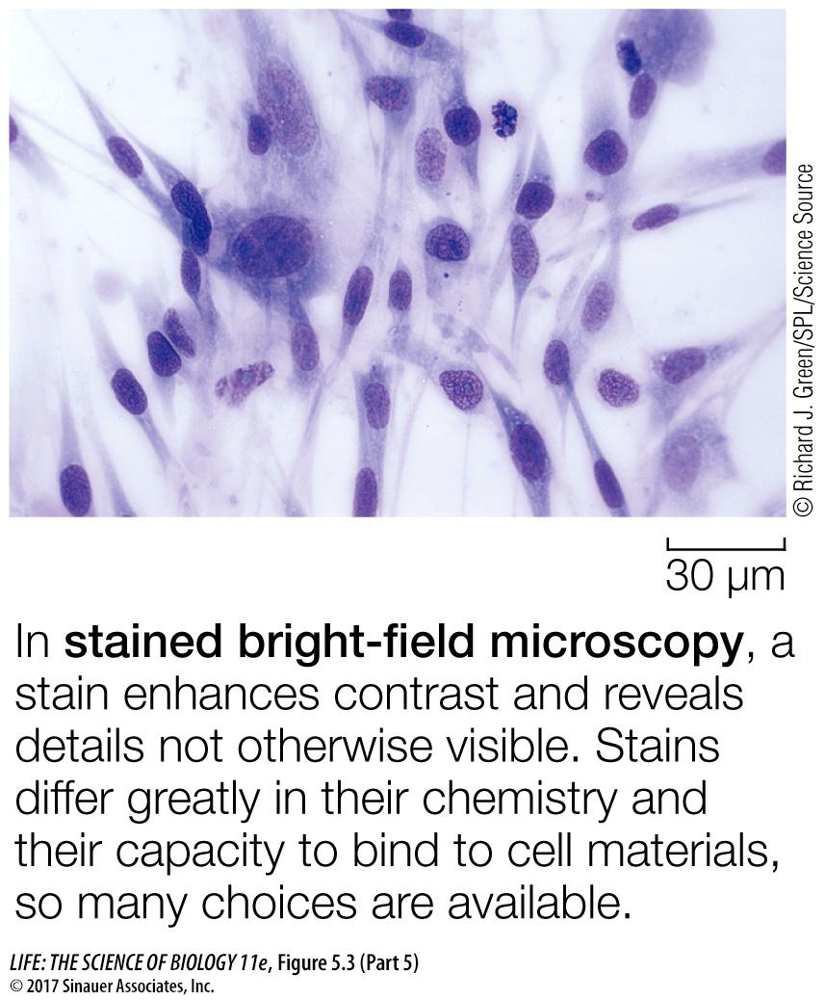 © Richard J. Green/SPL/Science Source
30 µm
In stained bright-field microscopy, a
stain enhances contrast and reveals
details not otherwise visible. Stains
differ greatly in their chemistry and
their capacity to bind to cell materials,
so many choices are available.
LIFE: THE SCIENCE OF BIOLOGY 11e, Figure 5.3 (Part 5)
© 2017 Sinauer Associates, Inc.